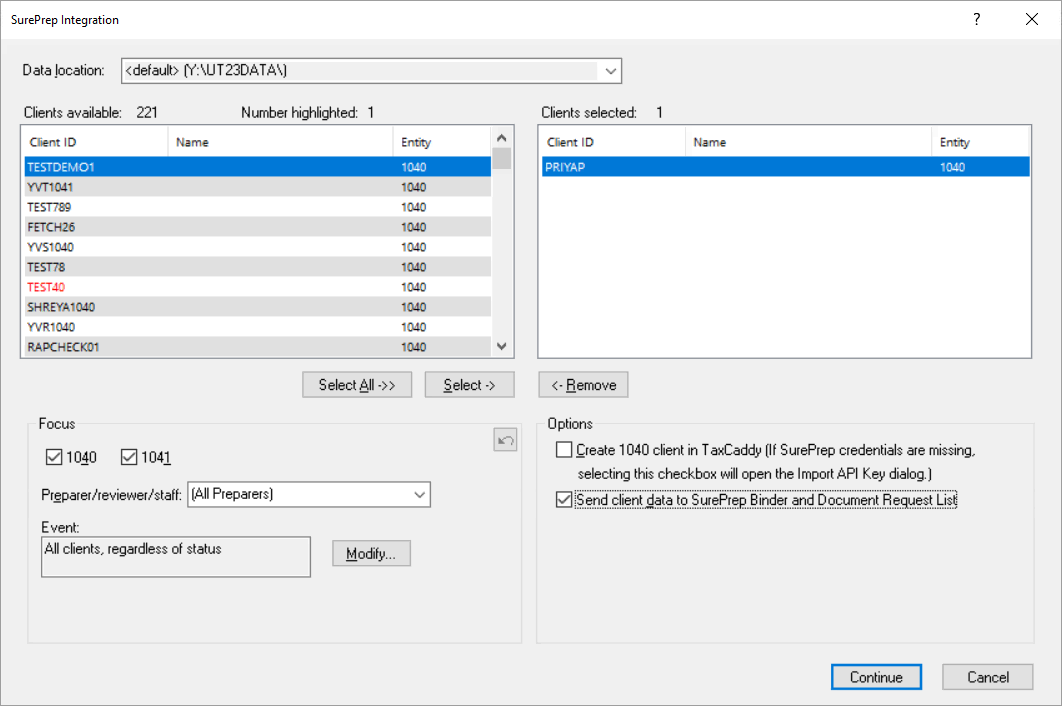 SurePrep Integration
?
Data location: <default> (Y:\UT23DATA\)
Clients available: 221 Number highlighted: 1
Clients selected: 1
Client ID Name Entity
TESTDEMO1 1040
YVT1041 1040
TEST789 1040
FETCH26 1040
YVS1040 1040
TEST78 1040
TEST40 1040
SHREYA1040 1040
YVR1040 1040
RAPCHECK01 1040
Client ID Name Entity
PRIYAP 1040
Select All ->>
Select ->
<- Remove
Focus
1040 1041
Preparer/reviewer/staff: (All Preparers)
Event:
All clients, regardless of status
Modify...
Options
Create 1040 client in TaxCaddy (If SurePrep credentials are missing,
selecting this checkbox will open the Import API Key dialog.)
Send client data to SurePrep Binder and Document Request List
Continue
Cancel